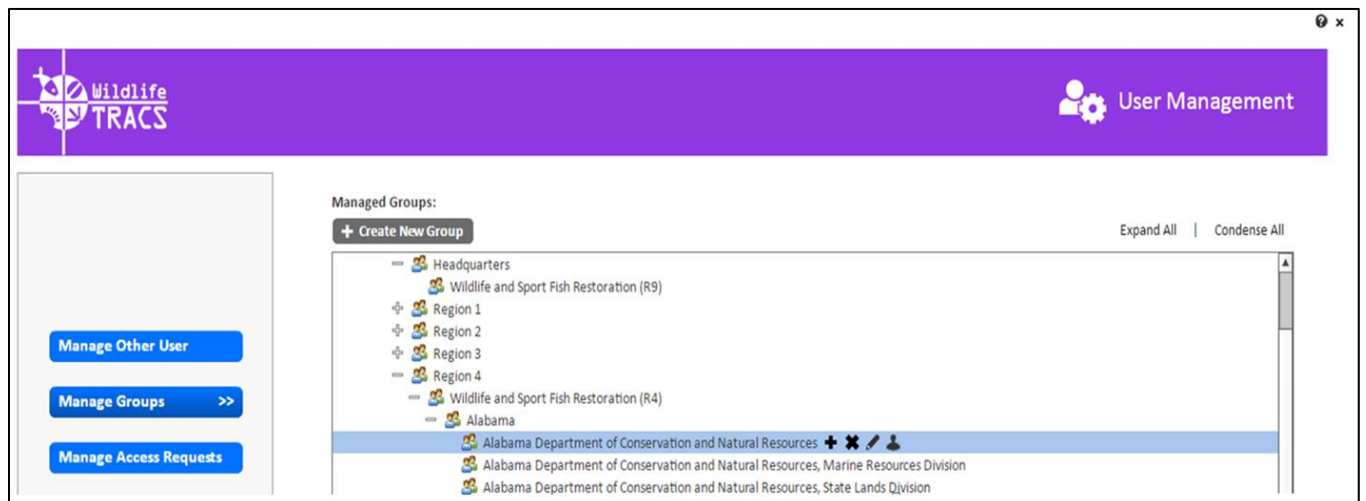 Wildlife
TRACS
User Management
Managed Groups:
+ Create New Group
Expand All | Condense All
Headquarters
Wildlife and Sport Fish Restoration (R9)
Region 1
Region 2
Region 3
Region 4
Wildlife and Sport Fish Restoration (R4)
Alabama
Alabama Department of Conservation and Natural Resources
Alabama Department of Conservation and Natural Resources, Marine Resources Division
Alabama Department of Conservation and Natural Resources, State Lands Division
Manage Other User
Manage Groups >>
Manage Access Requests